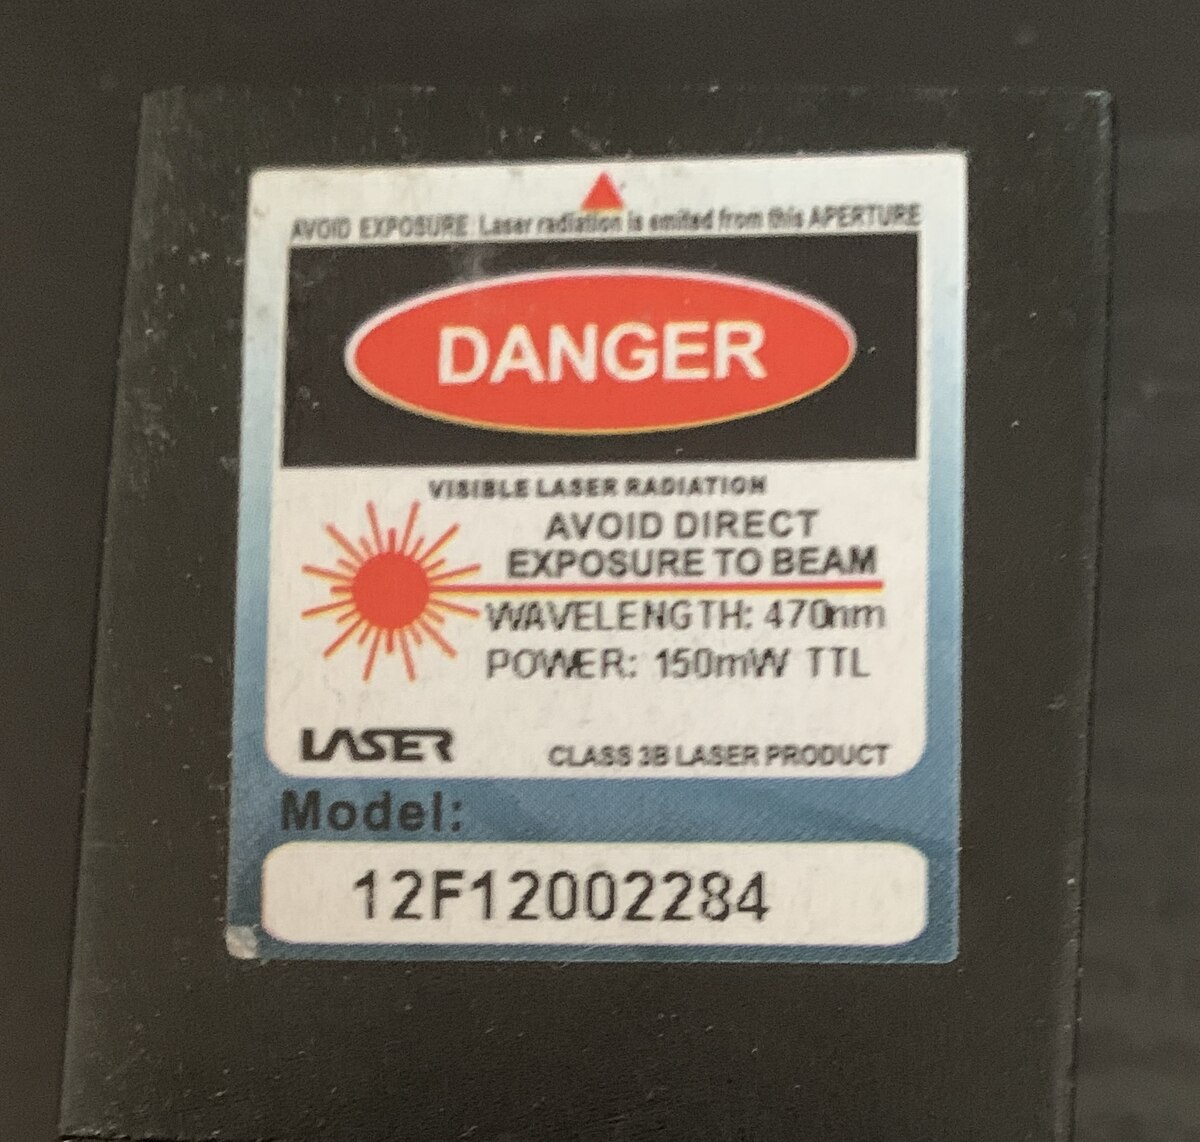 AVOID EXPOSURE Laser radiation is emited from this APERTURE
DANGER
VISIBLE LASER RADIATION
AVOID DIRECT
EXPOSURE TO BEAM
WAVELENGTH: 470nm
POWER: 150mW TTL
LASER
CLASS 3B LASER PRODUCT
Model:
12F12002284